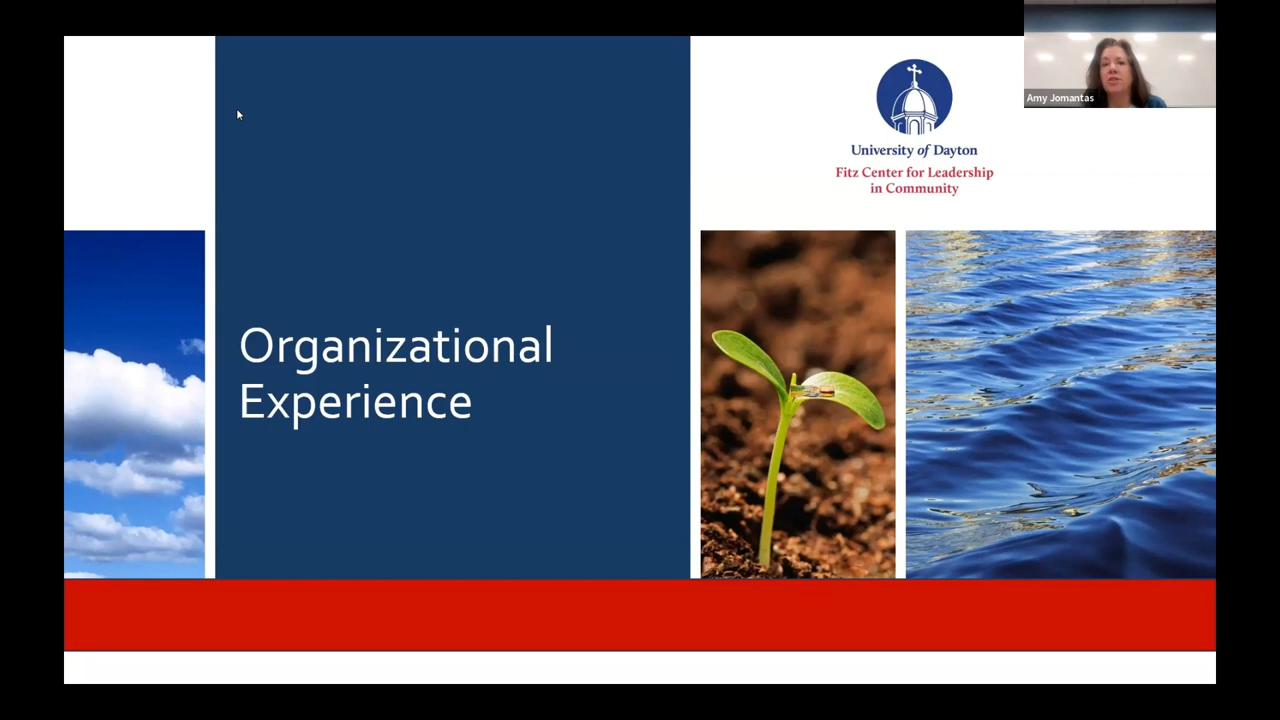 Amy Jomantas
University of Dayton
Fitz Center for Leadership
in Community
Organizational
Experience